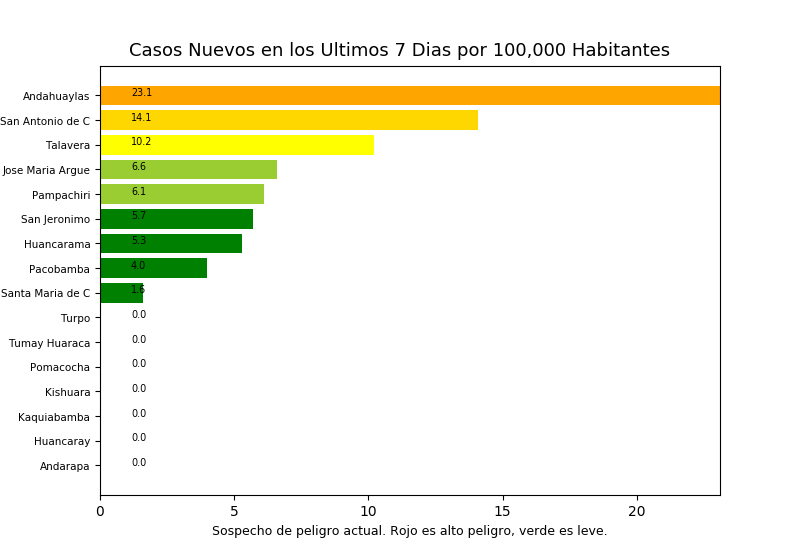 Casos Nuevos en los Ultimos 7 Dias por 100,000 Habitantes
Andahuaylas 23.1
San Antonio de C 14.1
Talavera 10.2
Jose Maria Argue 6.6
Pampachiri 6.1
San Jeronimo 5.7
Huancarama 5.3
Pacobamba 4.0
Santa Maria de C 1.6
Turpo 0.0
Tumay Huaraca 0.0
Pomacocha 0.0
Kishuara 0.0
Kaquiabamba 0.0
Huancaray 0.0
Andarapa 0.0
0 5 10 15 20
Sospecho de peligro actual. Rojo es alto peligro, verde es leve.